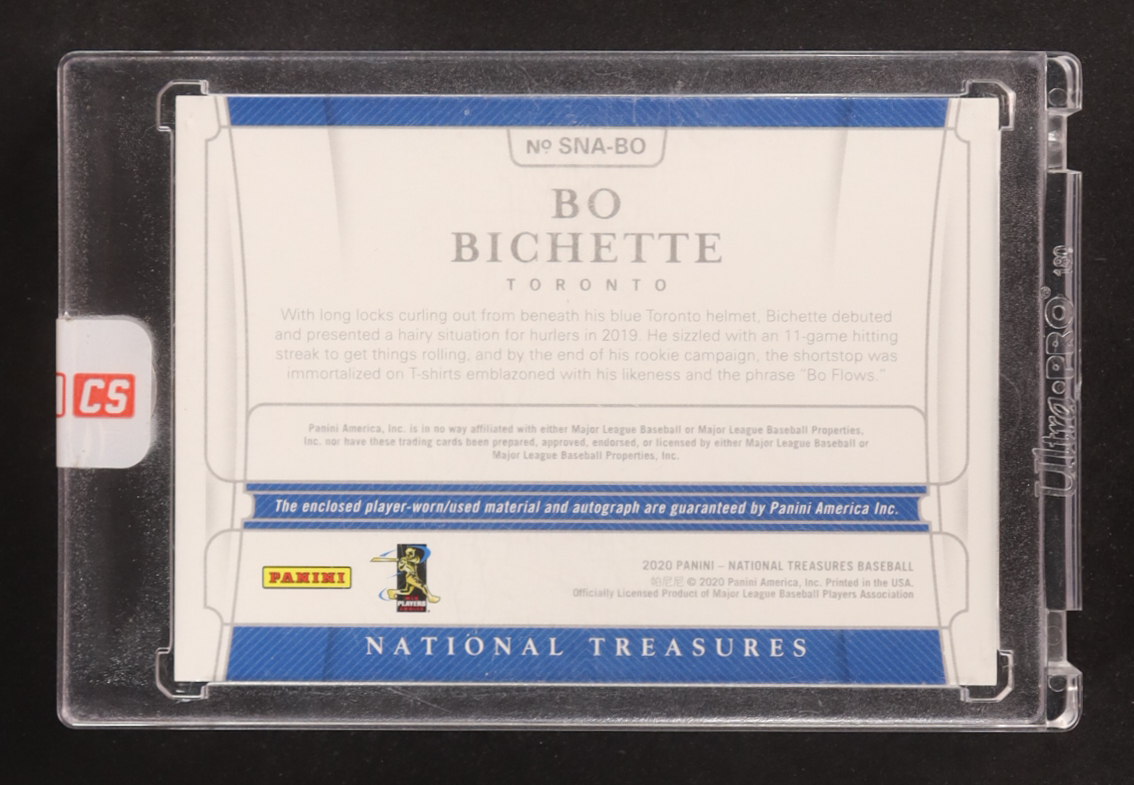 Nº SNA-BO
BO
BICHETTE
TORONTO
With long locks curling out from beneath his blue Toronto helmet, Bichette debuted
and presented a hairy situation for hurlers in 2019. He sizzled with an 11-game hitting
streak to get things rolling, and by the end of his rookie campaign, the shortstop was
immortalized on T-shirts emblazoned with his likeness and the phrase “Bo Flows.”
CS
Panini America, Inc. is in no way affiliated with either Major League Baseball or Major League Baseball Properties,
Inc. nor have these trading cards been prepared, approved, endorsed, or licensed by either Major League Baseball or
Major League Baseball Properties, Inc.
The enclosed player-worn/used material and autograph are guaranteed by Panini America Inc.
PANINI
PLAYERS
2020 PANINI – NATIONAL TREASURES BASEBALL
帕尼尼 © 2020 Panini America, Inc. Printed in the USA.
Officially Licensed Product of Major League Baseball Players Association
NATIONAL TREASURES